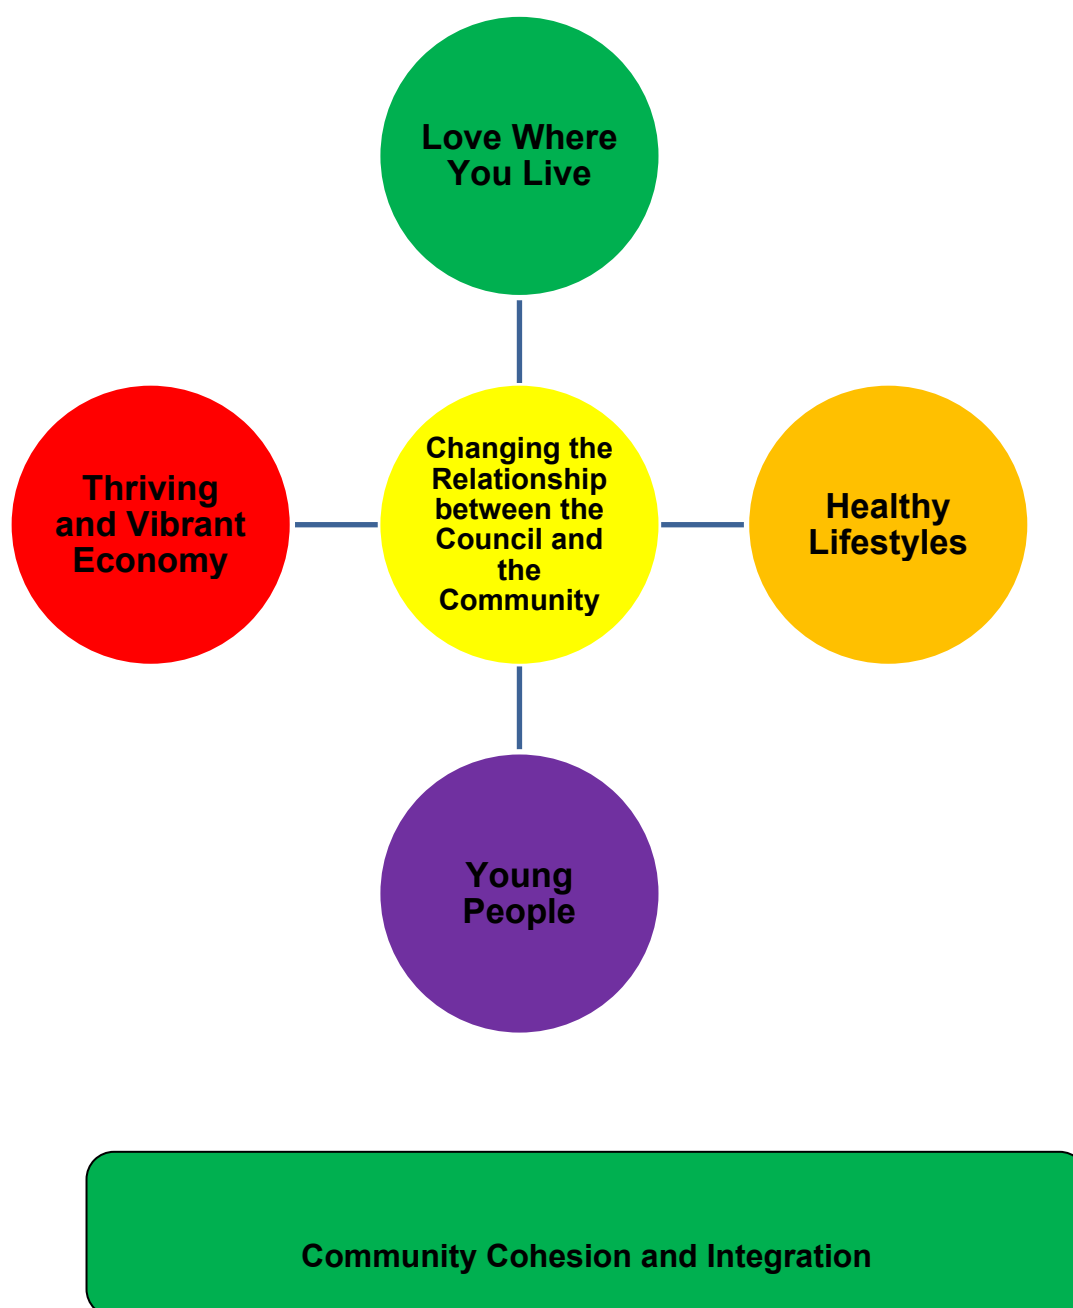 Love Where
You Live
Thriving
and Vibrant
Economy
Changing the
Relationship
between the
Council and
the
Community
Healthy
Lifestyles
Young
People
Community Cohesion and Integration